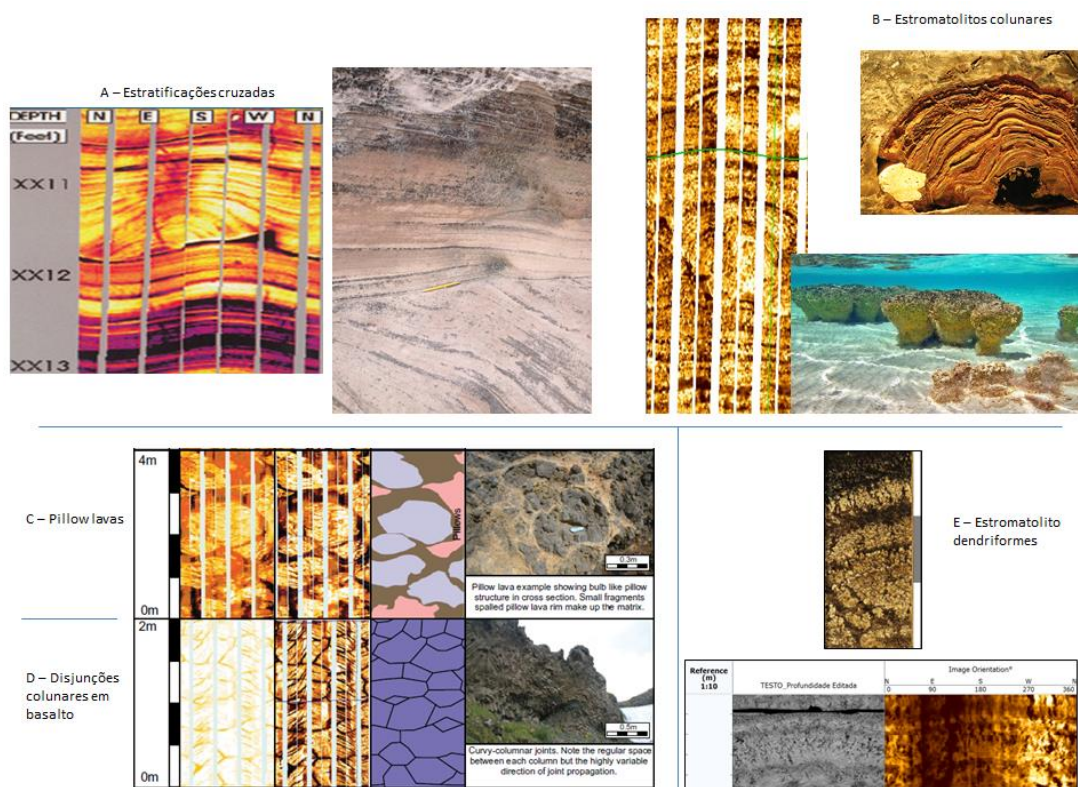 A – Estratificações cruzadas
B – Estromatolitos colunares
DEPTH
(Feet)
N E S W N
XX11
XX12
XX13
C – Pillow lavas
4m
0m
Pillows
0.3m
Pillow lava example showing bulb like pillow
structure in cross section. Small fragments
spalled pillow lava rim make up the matrix.
D – Disjunções
colunares em
basalto
2m
0m
0.5m
Curvy-columnar joints. Note the regular space
between each column but the highly variable
direction of joint propagation.
E – Estromatolito
dendriformes
Reference
(m)
1:10
TESTO_Profundidade Editada
Image Orientation°
N E S W N
0 90 180 270 360